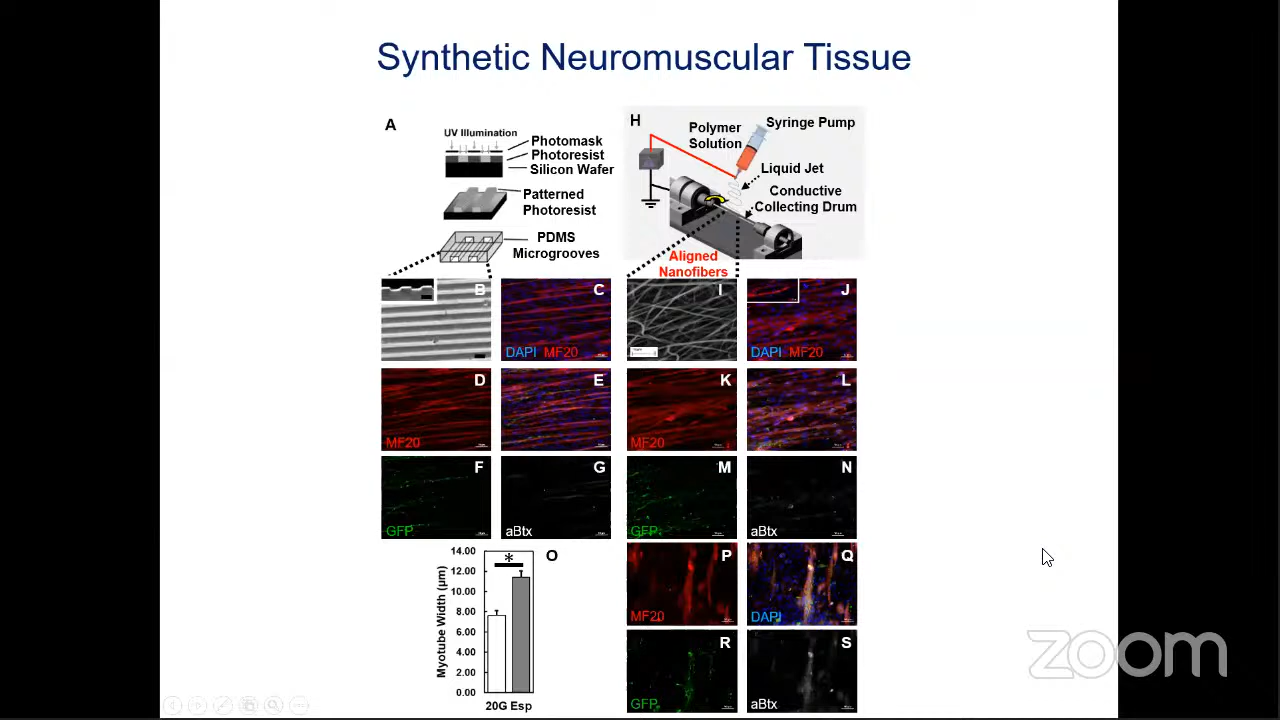 Synthetic Neuromuscular Tissue
A
UV Illumination
Photomask
Photoresist
Silicon Wafer
Patterned
Photoresist
PDMS
Microgrooves
H
Polymer
Solution
Syringe Pump
Liquid Jet
Conductive
Collecting Drum
Aligned
Nanofibers
B
C
DAPI MF20
I
J
DAPI MF20
D
MF20
E
K
MF20
L
F
GFP
G
aBtx
M
GFP
N
aBtx
O
*
Myotube Width (µm)
14.00
12.00
10.00
8.00
6.00
4.00
2.00
0.00
20G Esp
P
MF20
Q
DAPI
R
GFP
S
aBtx
zoom